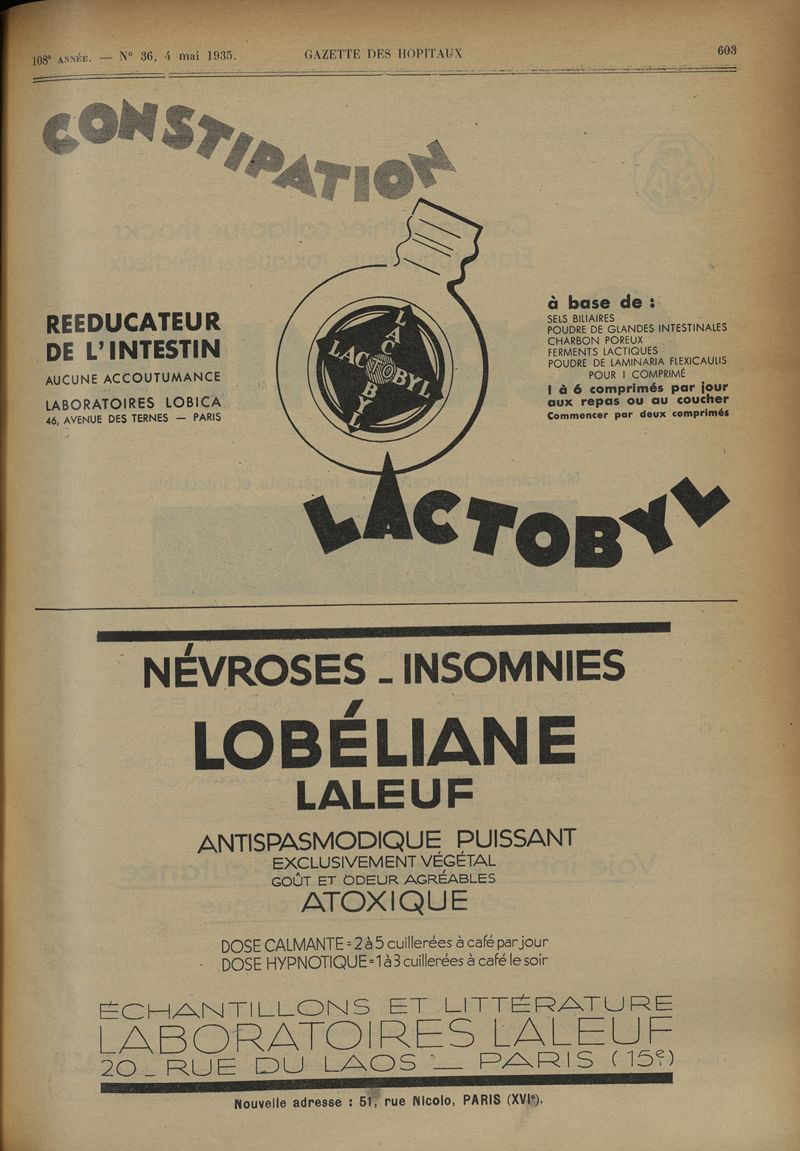 108e ANNÉE. — N° 36, 4 mai 1935. GAZETTE DES HOPITAUX 603
CONSTIPATION
REEDUCATEUR
DE L'INTESTIN
AUCUNE ACCOUTUMANCE
LABORATOIRES LOBICA
46, AVENUE DES TERNES — PARIS
LACTOBYL
LACTOBYL
à base de :
SELS BILIAIRES
POUDRE DE GLANDES INTESTINALES
CHARBON POREUX
FERMENTS LACTIQUES
POUDRE DE LAMINARIA FLEXICAULIS
POUR 1 COMPRIMÉ
1 à 6 comprimés par jour
aux repas ou au coucher
Commencer par deux comprimés
LACTOBYL
NÉVROSES - INSOMNIES
LOBÉLIANE
LALEUF
ANTISPASMODIQUE PUISSANT
EXCLUSIVEMENT VÉGÉTAL
GOÛT ET ODEUR AGRÉABLES
ATOXIQUE
DOSE CALMANTE = 2 à 5 cuillerées à café par jour
DOSE HYPNOTIQUE = 1 à 3 cuillerées à café le soir
ÉCHANTILLONS ET LITTÉRATURE
LABORATOIRES LALEUF
20 - RUE DU LAOS — PARIS (15e)
Nouvelle adresse : 51, rue Nicolo, PARIS (XVIe).